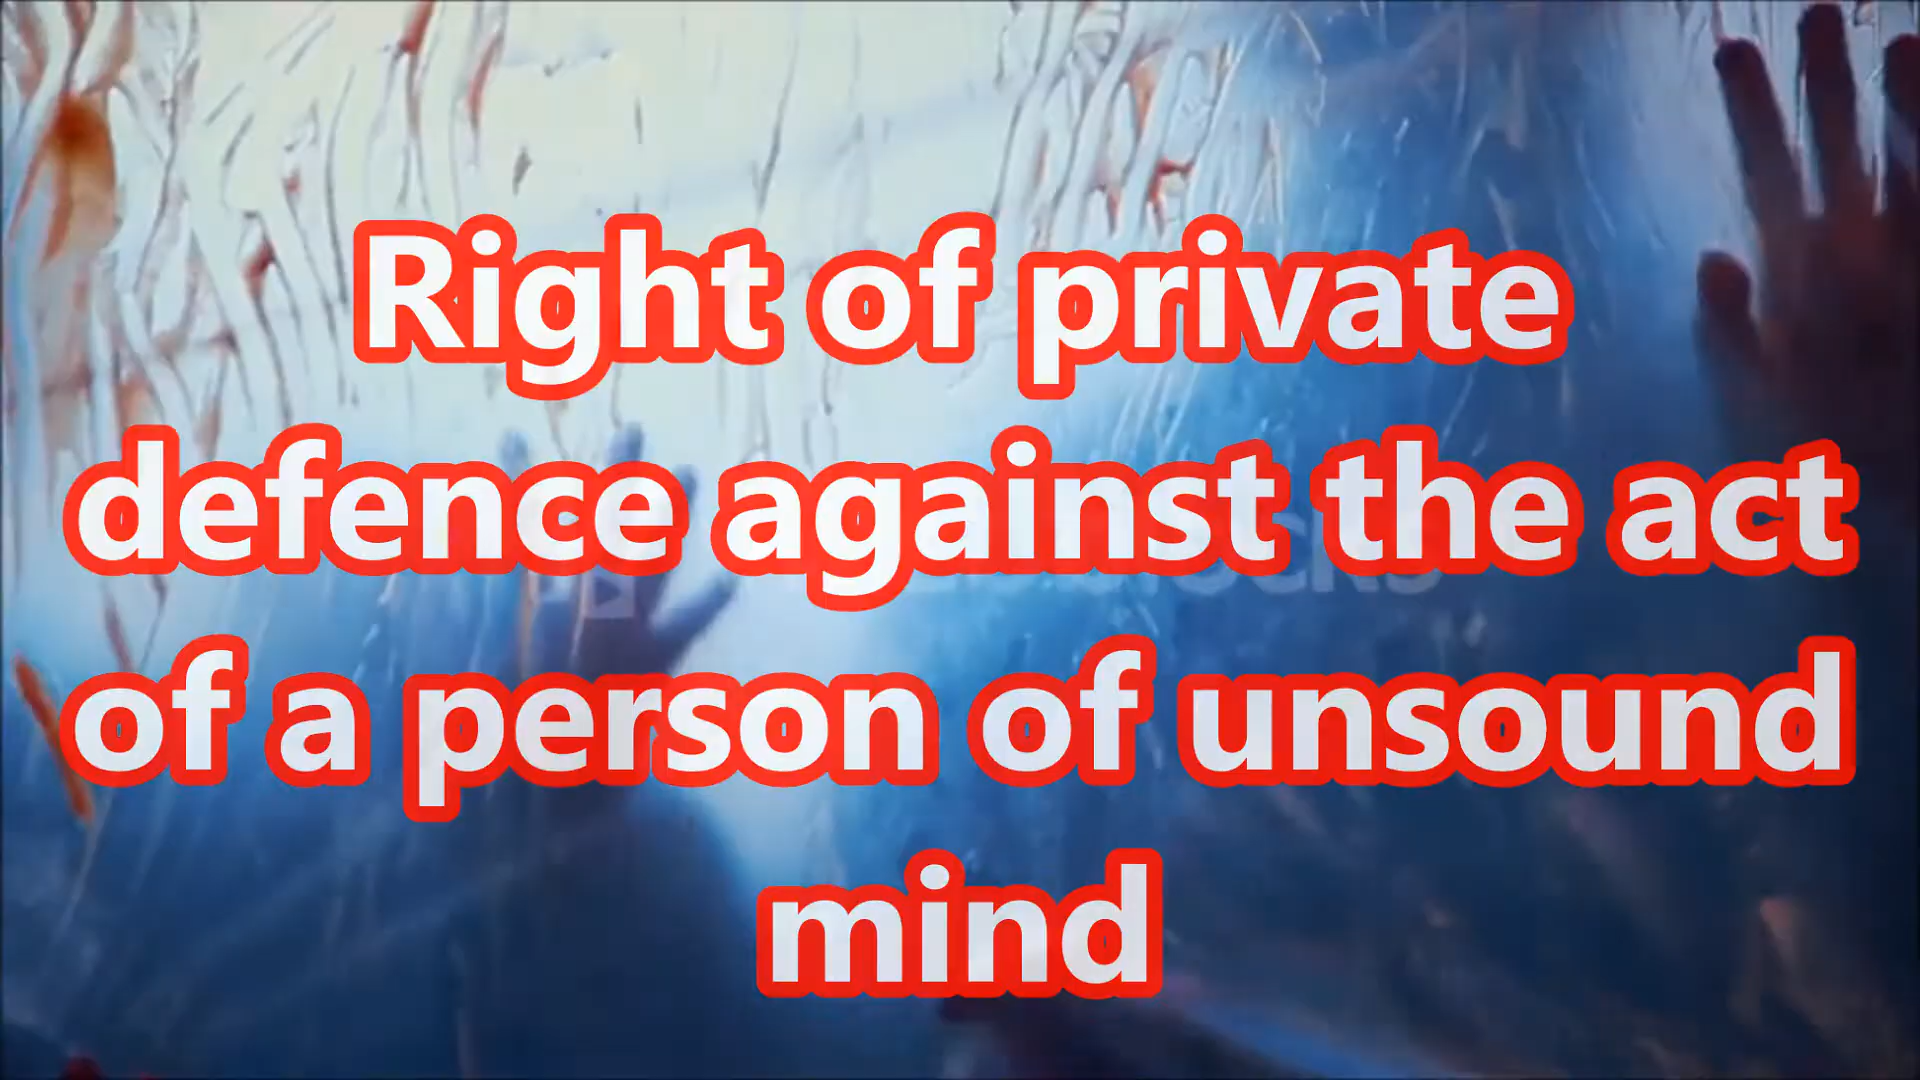 Right of private
defence against the act
of a person of unsound
mind